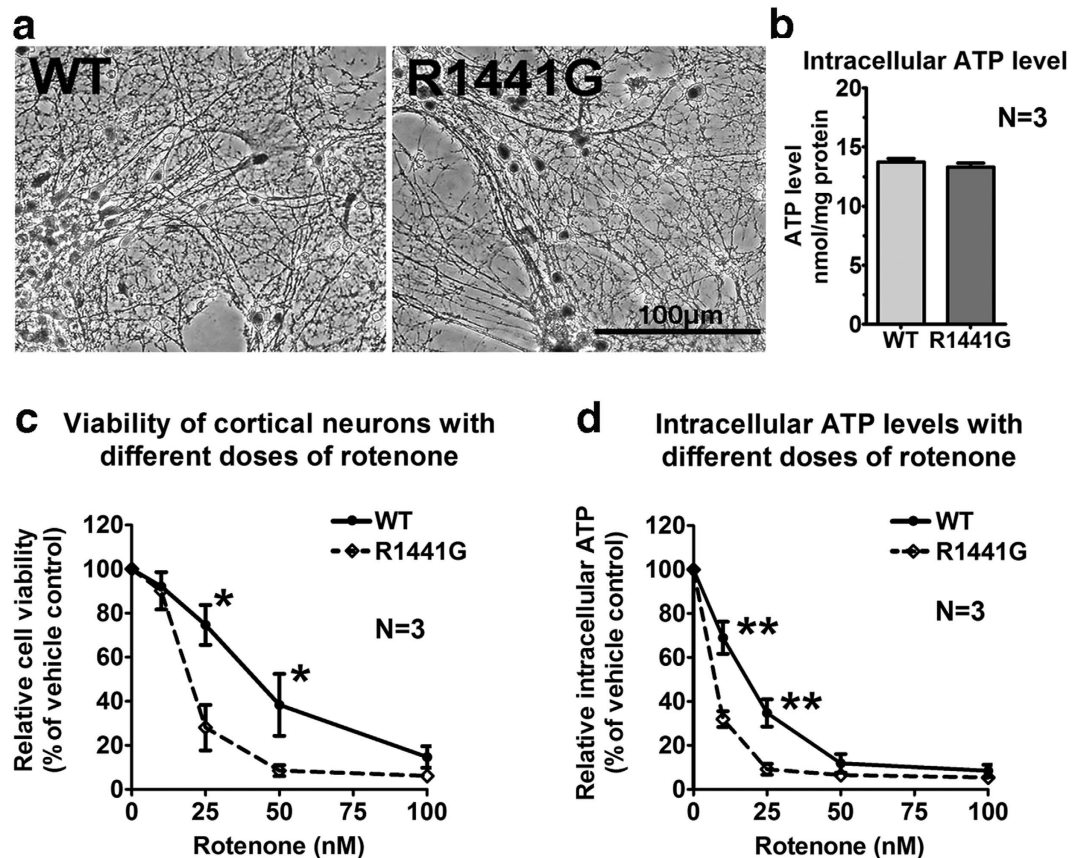 a
WT
R1441G
100µm
b
Intracellular ATP level
N=3
ATP level
nmol/mg protein
20
15
10
5
0
WT
R1441G
c
Viability of cortical neurons with
different doses of rotenone
Relative cell viability
(% of vehicle control)
120
100
80
60
40
20
0
WT
R1441G
N=3
*
*
0
25
50
75
100
Rotenone (nM)
d
Intracellular ATP levels with
different doses of rotenone
Relative intracellular ATP
(% of vehicle control)
120
100
80
60
40
20
0
WT
R1441G
N=3
**
**
0
25
50
75
100
Rotenone (nM)